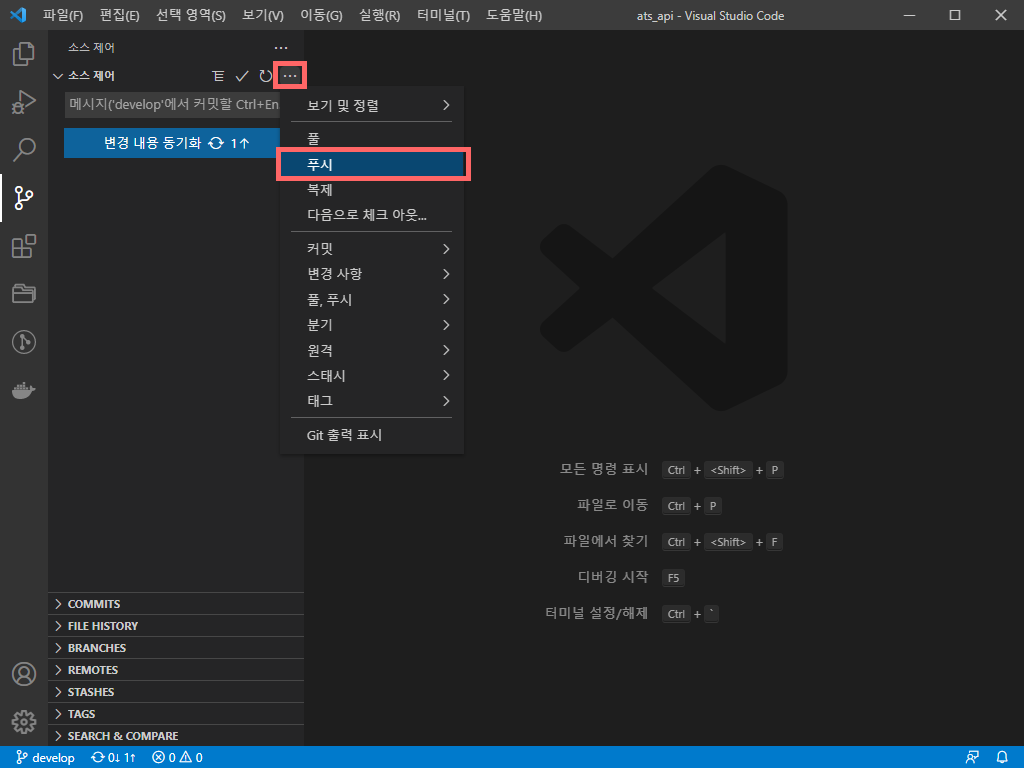 파일(F) 편집(E) 선택 영역(S) 보기(V) 이동(G) 실행(R) 터미널(T) 도움말(H) ats_api - Visual Studio Code
소스 제어 ···
소스 제어 ···
메시지('develop'에서 커밋할 Ctrl+En
변경 내용 동기화 1↑
보기 및 정렬
풀
푸시
복제
다음으로 체크 아웃...
커밋
변경 사항
풀, 푸시
분기
원격
스태시
태그
Git 출력 표시
모든 명령 표시 Ctrl + <Shift> + P
파일로 이동 Ctrl + P
파일에서 찾기 Ctrl + <Shift> + F
디버깅 시작 F5
터미널 설정/해제 Ctrl + `
COMMITS
FILE HISTORY
BRANCHES
REMOTES
STASHES
TAGS
SEARCH & COMPARE
develop 0↓ 1↑ 0 0